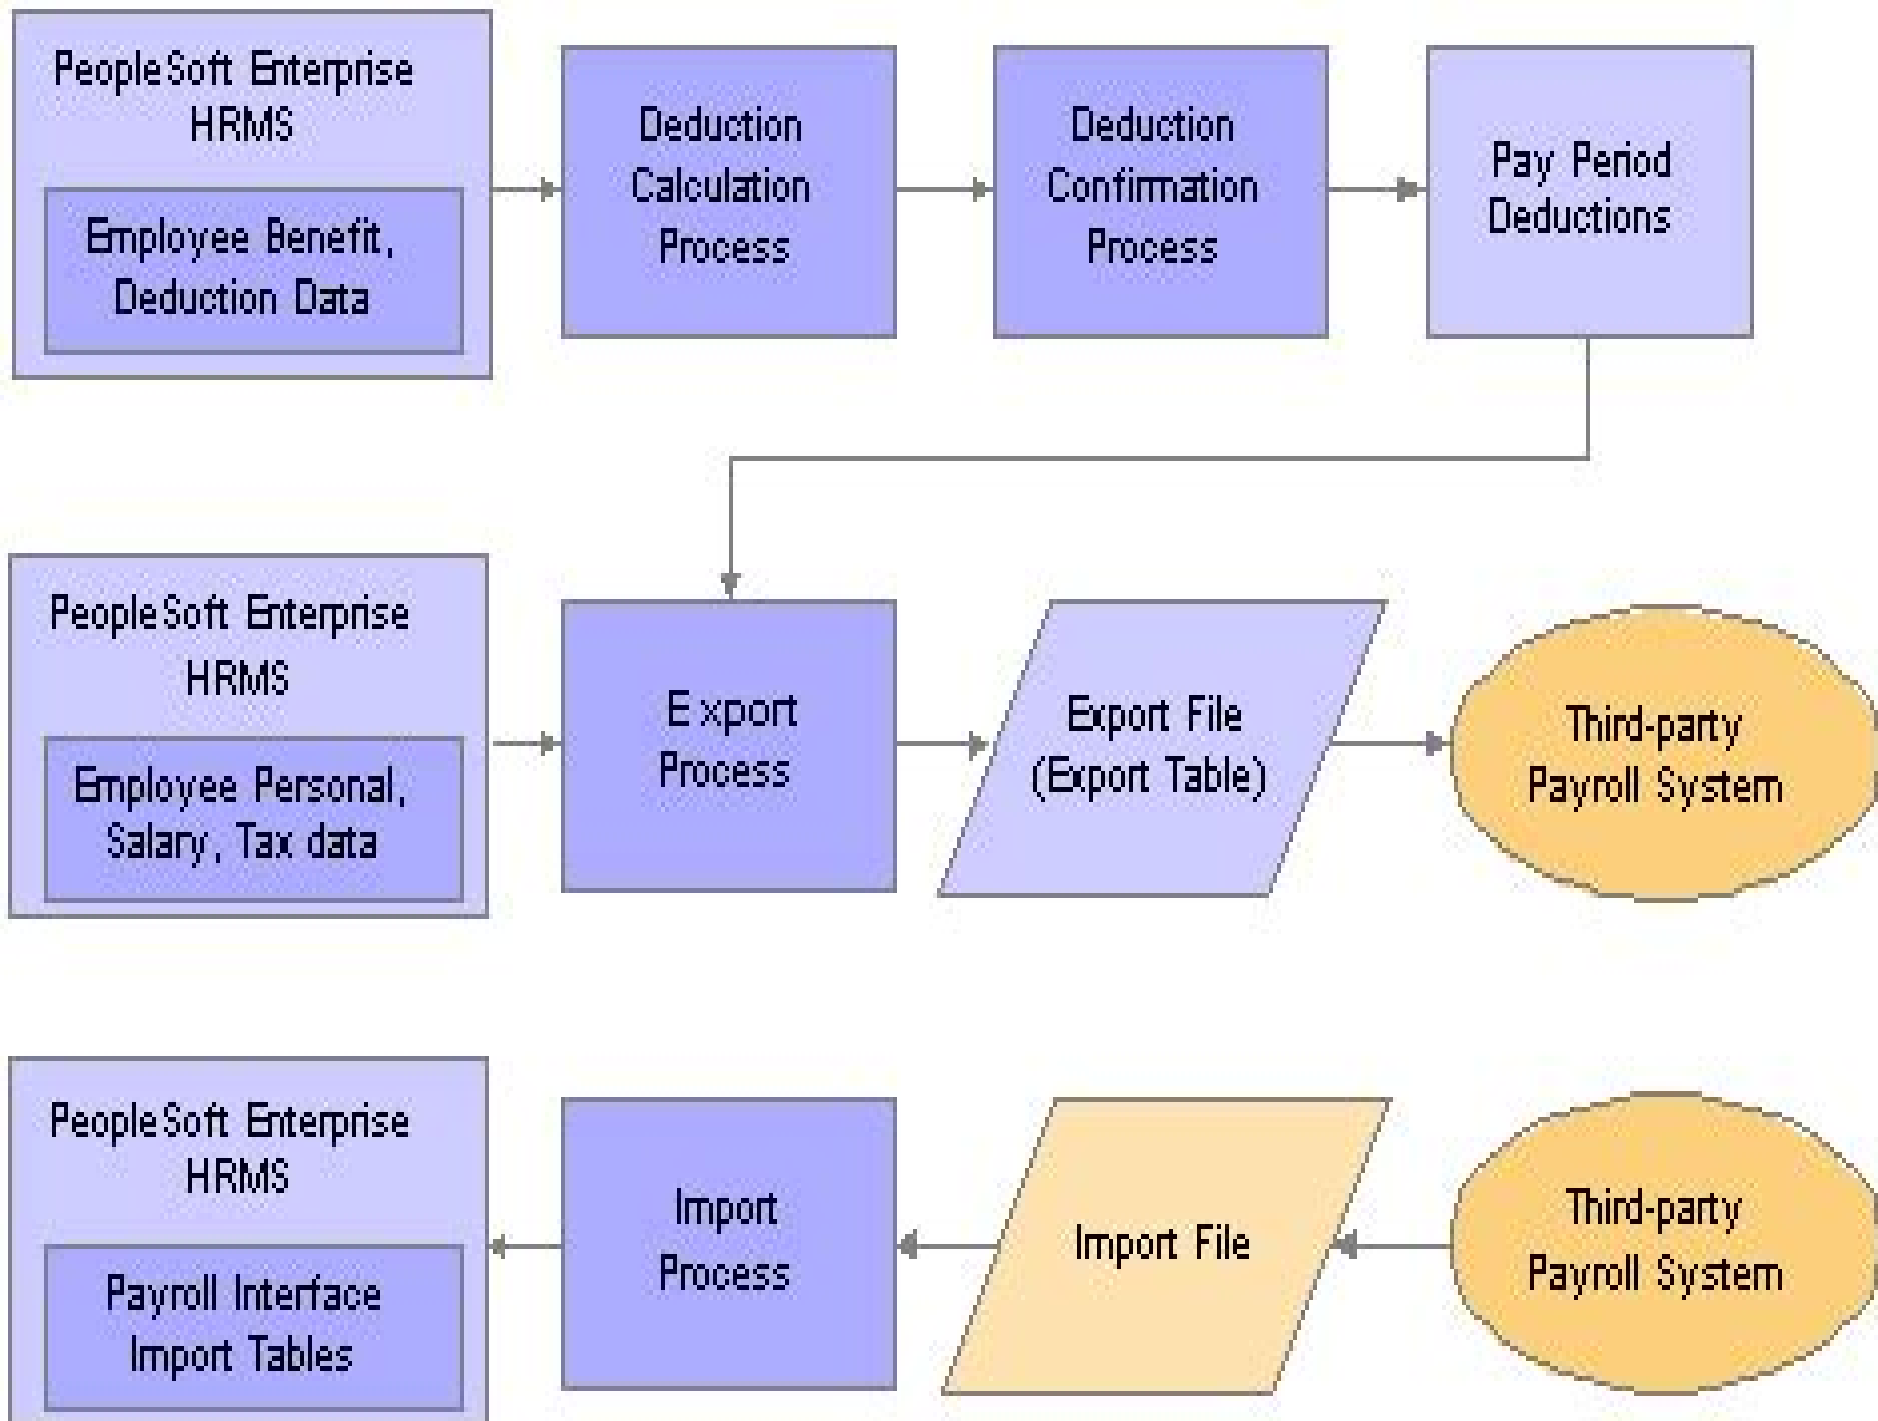 PeopleSoft Enterprise
HRMS
Employee Benefit,
Deduction Data
Deduction
Calculation
Process
Deduction
Confirmation
Process
Pay Period
Deductions
PeopleSoft Enterprise
HRMS
Employee Personal,
Salary, Tax data
Export
Process
Export File
(Export Table)
Third-party
Payroll System
PeopleSoft Enterprise
HRMS
Payroll Interface
Import Tables
Import
Process
Import File
Third-party
Payroll System